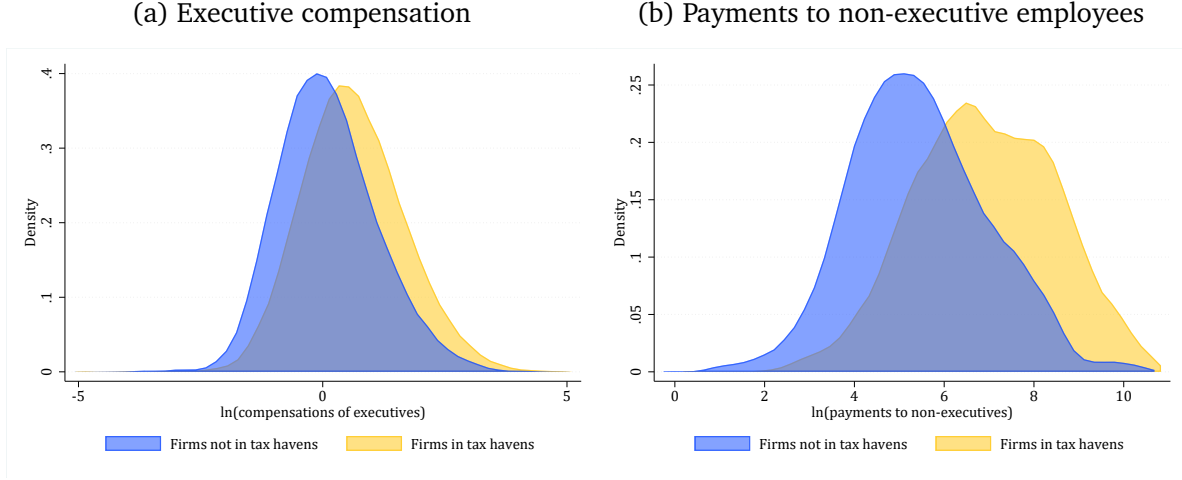 (a) Executive compensation
.4
.3
.2
.1
0
Density
-5 0 5
ln(compensations of executives)
Firms not in tax havens Firms in tax havens
(b) Payments to non-executive employees
.25
.2
.15
.1
.05
0
Density
0 2 4 6 8 10
ln(payments to non-executives)
Firms not in tax havens Firms in tax havens